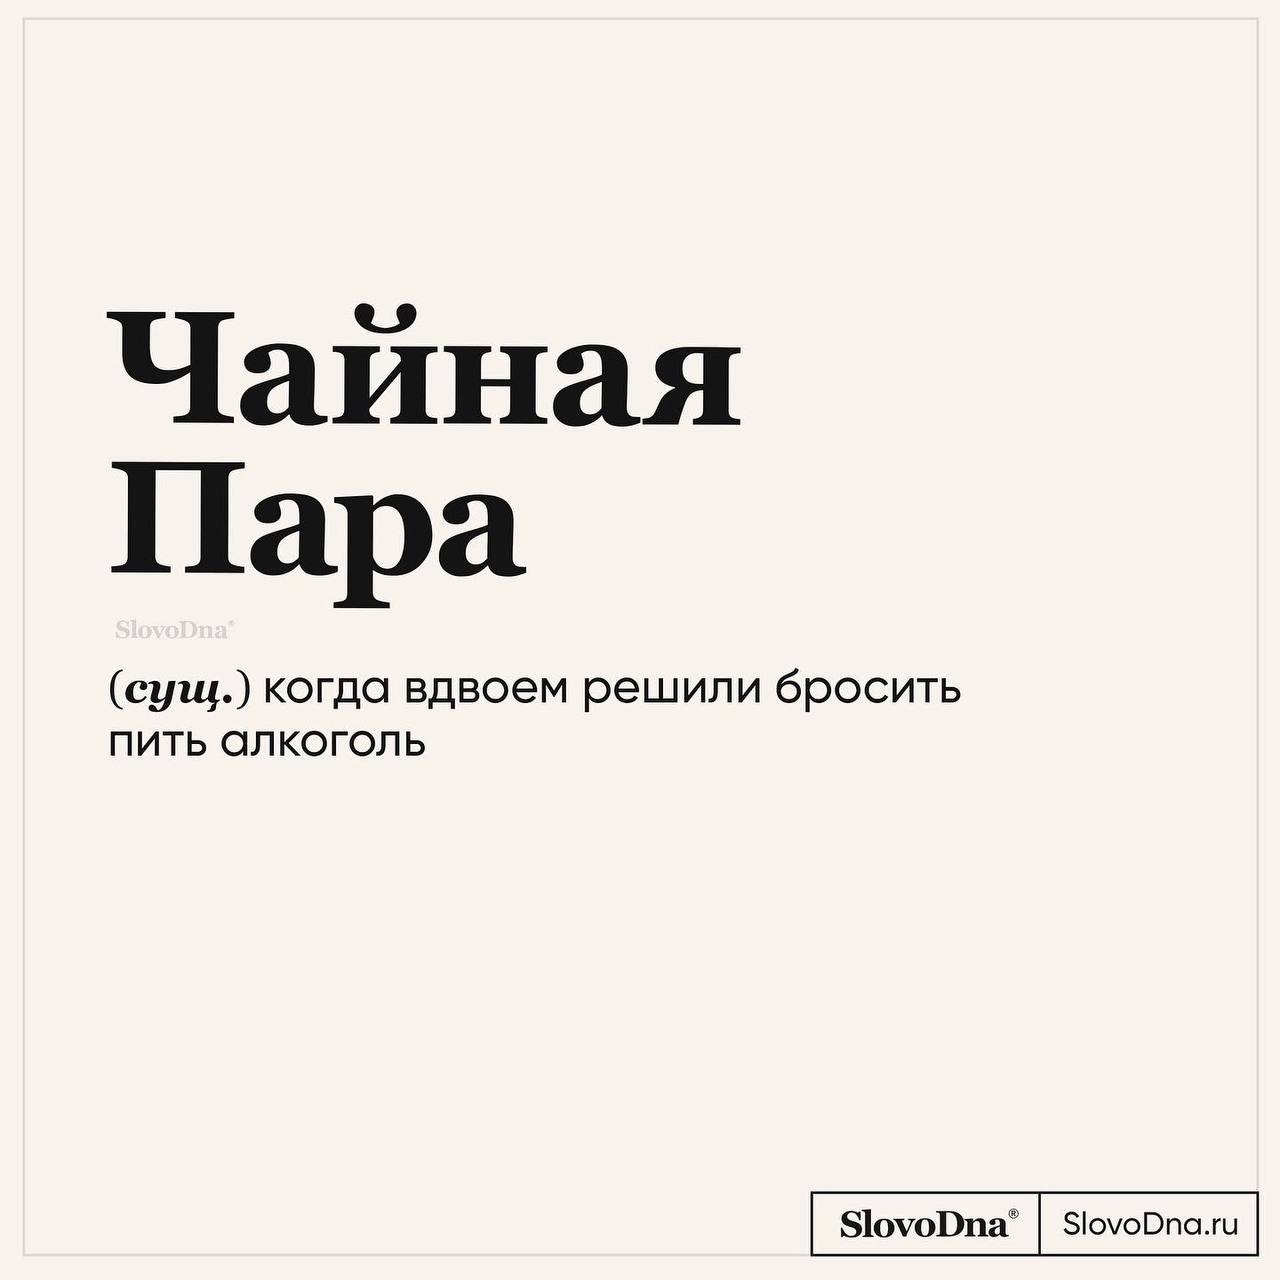 Чайная
Пара
SlovoDna®
(сущ.) когда вдвоем решили бросить
пить алкоголь
SlovoDna® SlovoDna.ru